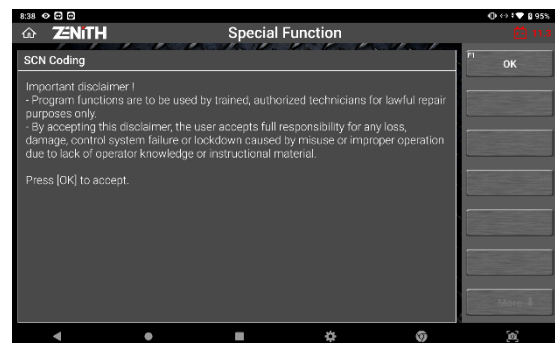 8:38
95%
ZENITH
Special Function
11.5
SCN Coding
F1
OK
Important disclaimer !
- Program functions are to be used by trained, authorized technicians for lawful repair
purposes only.
- By accepting this disclaimer, the user accepts full responsibility for any loss,
damage, control system failure or lockdown caused by misuse or improper operation
due to lack of operator knowledge or instructional material.
Press [OK] to accept.
More